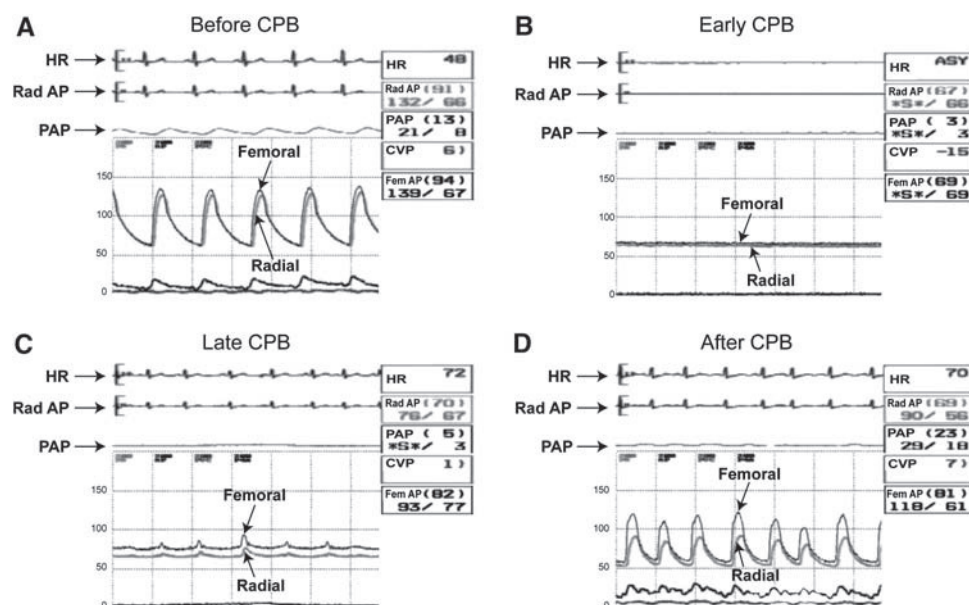 A Before CPB
HR
Rad AP
PAP
HR 48
Rad AP (91)
132/ 66
PAP (13)
21/ 8
CVP 6)
Fem AP (94)
139/ 67
Femoral
Radial
150
100
50
0
B Early CPB
HR
Rad AP
PAP
HR ASY
Rad AP (67)
*S*/ 66
PAP ( 3)
*S*/ 3
CVP -15
Fem AP (69)
*S*/ 69
Femoral
Radial
150
100
50
0
C Late CPB
HR
Rad AP
PAP
HR 72
Rad AP (70)
76/ 67
PAP ( 5)
*S*/ 3
CVP 1)
Fem AP (82)
93/ 77
Femoral
Radial
150
100
50
0
D After CPB
HR
Rad AP
PAP
HR 70
Rad AP (69)
90/ 56
PAP (23)
29/ 18
CVP 7)
Fem AP (81)
118/ 61
Femoral
Radial
150
100
50
0